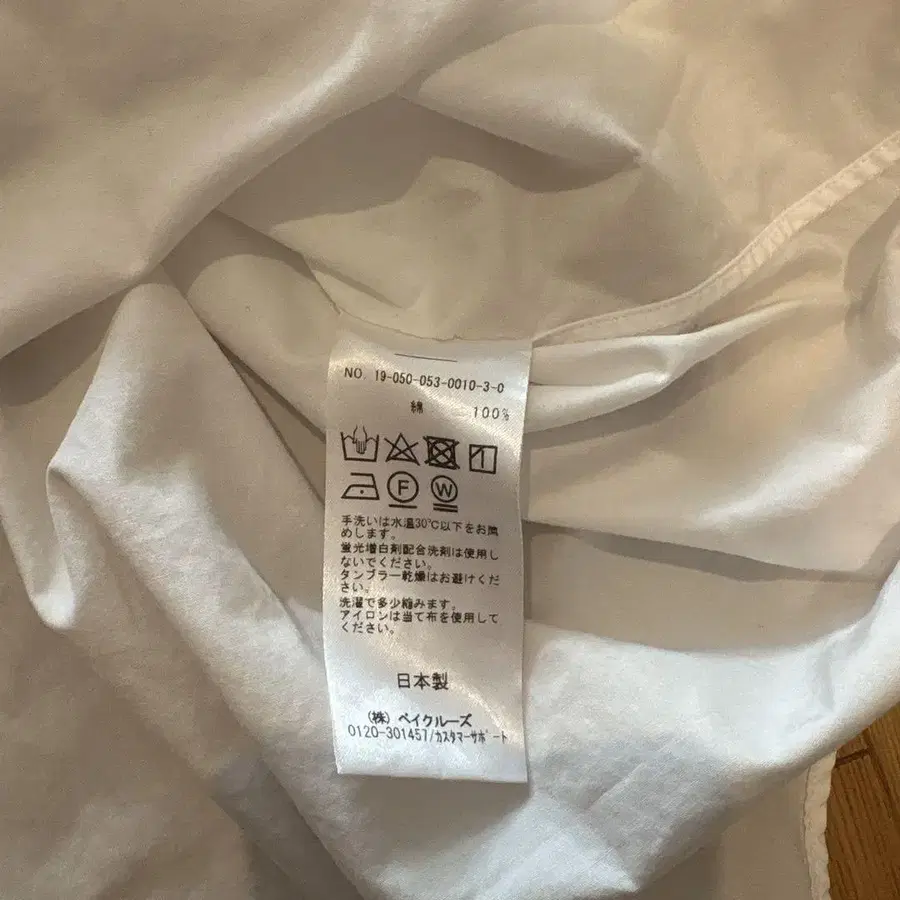 NO. 19-050-053-0010-3-0
綿 100%
F W
手洗いは水温30℃以下をお勧
めします。
蛍光増白剤配合洗剤は使用し
ないでください。
タンブラー乾燥はお避けくだ
さい。
洗濯で多少縮みます。
アイロンは当て布を使用して
ください。
日本製
(株) ベイクルーズ
0120-301457/カスタマーサポート